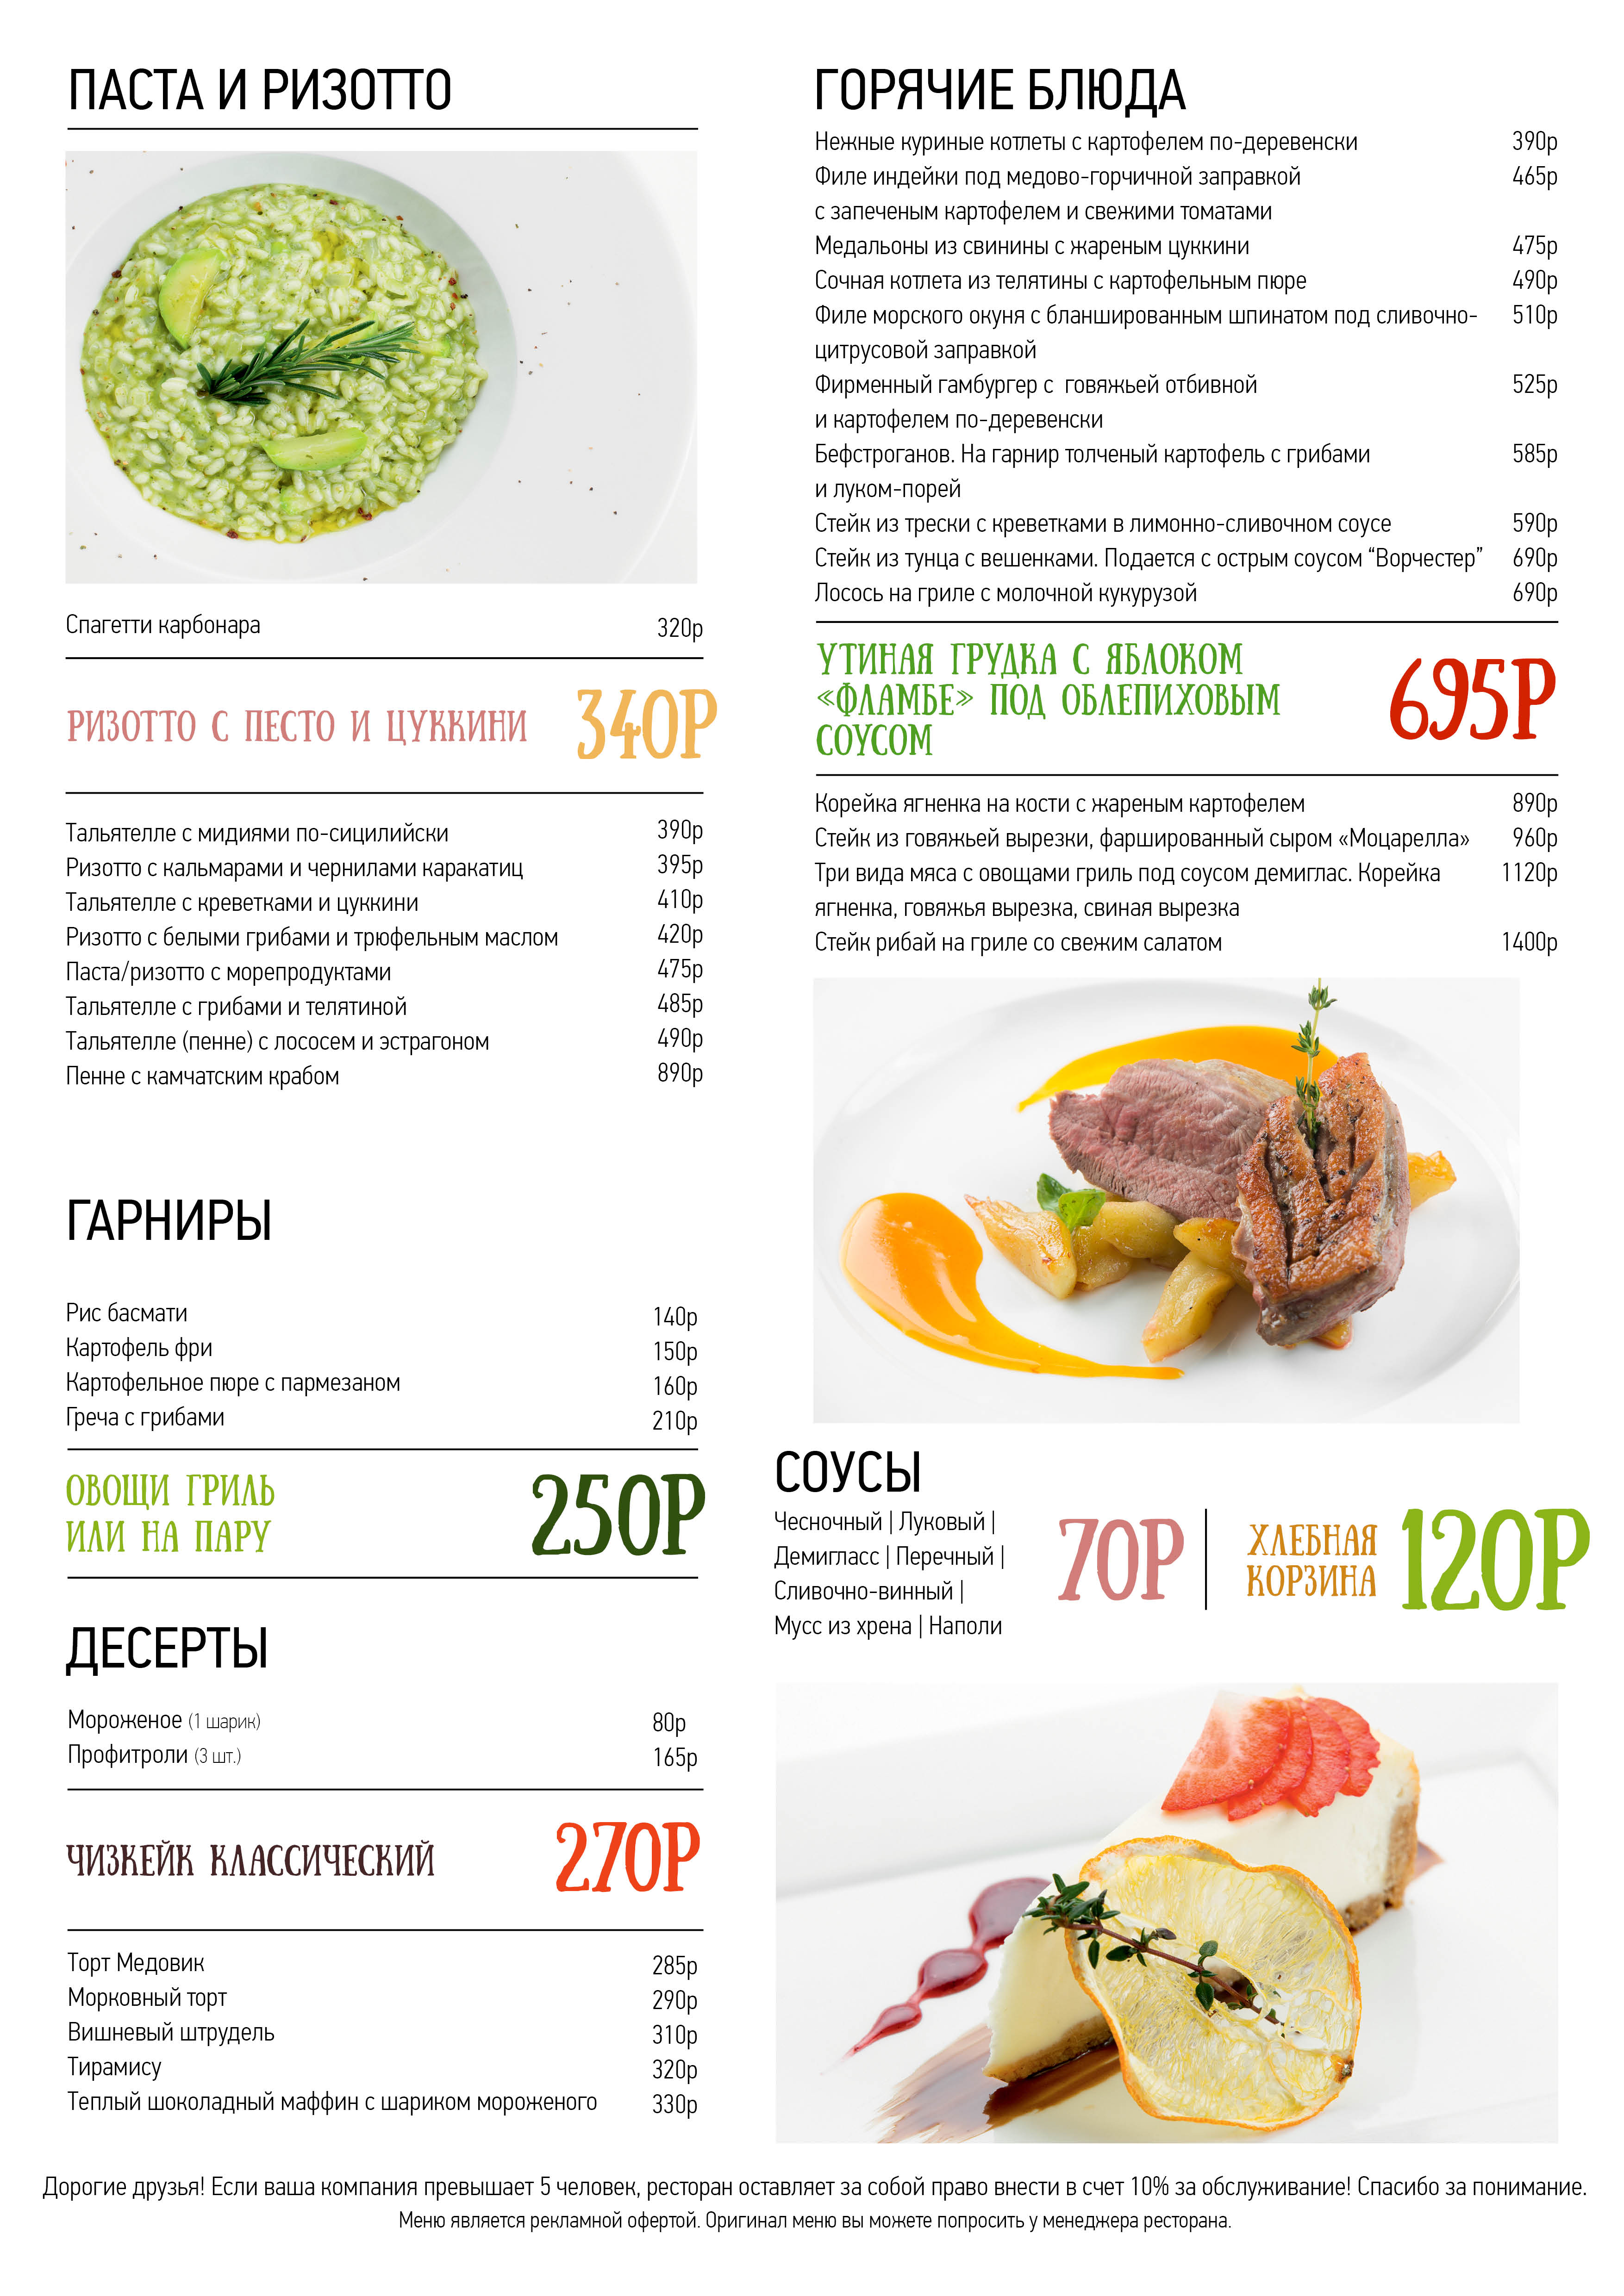 ПАСТА И РИЗОТТО
Спагетти карбонара 320р
РИЗОТТО С ПЕСТО И ЦУККИНИ 340Р
Тальятелле с мидиями по-сицилийски 390р
Ризотто с кальмарами и чернилами каракатиц 395р
Тальятелле с креветками и цуккини 410р
Ризотто с белыми грибами и трюфельным маслом 420р
Паста/ризотто с морепродуктами 475р
Тальятелле с грибами и телятиной 485р
Тальятелле (пенне) с лососем и эстрагоном 490р
Пенне с камчатским крабом 890р
ГАРНИРЫ
Рис басмати 140р
Картофель фри 150р
Картофельное пюре с пармезаном 160р
Греча с грибами 210р
ОВОЩИ ГРИЛЬ
ИЛИ НА ПАРУ 250Р
ДЕСЕРТЫ
Мороженое (1 шарик) 80р
Профитроли (3 шт.) 165р
ЧИЗКЕЙК КЛАССИЧЕСКИЙ 270Р
Торт Медовик 285р
Морковный торт 290р
Вишневый штрудель 310р
Тирамису 320р
Теплый шоколадный маффин с шариком мороженого 330р
ГОРЯЧИЕ БЛЮДА
Нежные куриные котлеты с картофелем по-деревенски 390р
Филе индейки под медово-горчичной заправкой 465р
с запеченым картофелем и свежими томатами
Медальоны из свинины с жареным цуккини 475р
Сочная котлета из телятины с картофельным пюре 490р
Филе морского окуня с бланшированным шпинатом под сливочно- 510р
цитрусовой заправкой
Фирменный гамбургер с говяжьей отбивной 525р
и картофелем по-деревенски
Бефстроганов. На гарнир толченый картофель с грибами 585р
и луком-порей
Стейк из трески с креветками в лимонно-сливочном соусе 590р
Стейк из тунца с вешенками. Подается с острым соусом “Ворчестер” 690р
Лосось на гриле с молочной кукурузой 690р
УТИНАЯ ГРУДКА С ЯБЛОКОМ
«ФЛАМБЕ» ПОД ОБЛЕПИХОВЫМ 695Р
СОУСОМ
Корейка ягненка на кости с жареным картофелем 890р
Стейк из говяжьей вырезки, фаршированный сыром «Моцарелла» 960р
Три вида мяса с овощами гриль под соусом демиглас. Корейка 1120р
ягненка, говяжья вырезка, свиная вырезка
Стейк рибай на гриле со свежим салатом 1400р
СОУСЫ
Чесночный | Луковый |
Демигласс | Перечный |
Сливочно-винный |
Мусс из хрена | Наполи
70Р
ХЛЕБНАЯ
КОРЗИНА
120Р
Дорогие друзья! Если ваша компания превышает 5 человек, ресторан оставляет за собой право внести в счет 10% за обслуживание! Спасибо за понимание.
Меню является рекламной офертой. Оригинал меню вы можете попросить у менеджера ресторана.